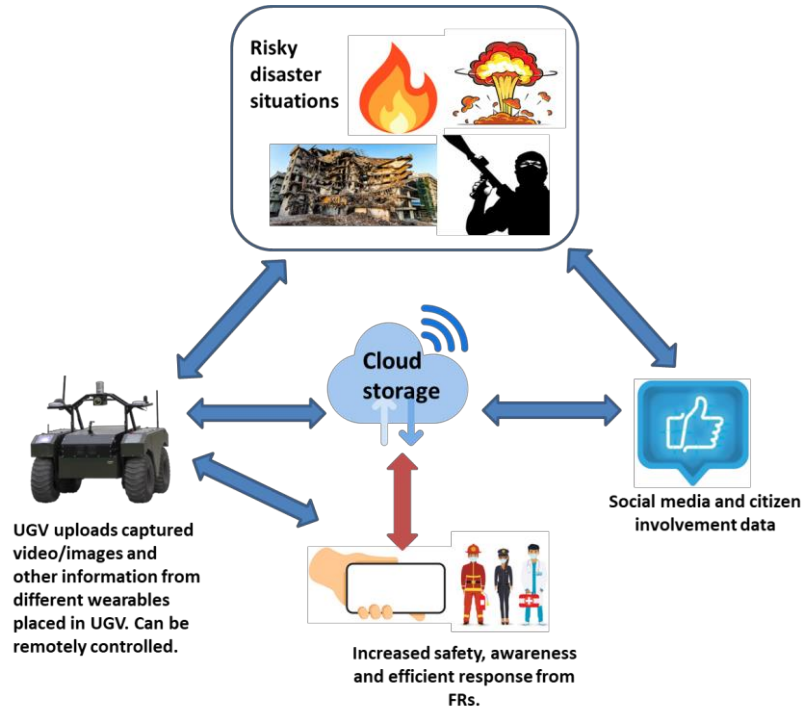 Risky
disaster
situations
Cloud
storage
UGV uploads captured
video/images and
other information from
different wearables
placed in UGV. Can be
remotely controlled.
Social media and citizen
involvement data
Increased safety, awareness
and efficient response from
FRs.